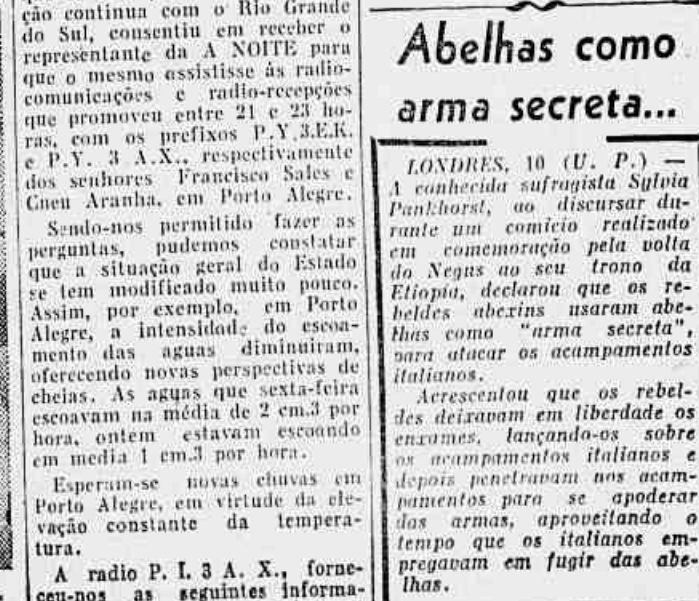 ção continua com o Rio Grande
do Sul, consentiu em receber o
representante da A NOITE para
que o mesmo assistisse ás radio-
comunicações e radio-recepções
que promoveu entre 21 e 23 ho-
ras, com os prefixos P.Y.3.E.K.
e P.Y. 3 A.X., respectivamente
dos senhores Francisco Sales e
Cneu Aranha, em Porto Alegre.
Sendo-nos permitido fazer as
perguntas, pudemos constatar
que a situação geral do Estado
se tem modificado muito pouco.
Assim, por exemplo, em Porto
Alegre, a intensidade do escoa-
mento das aguas diminuiram,
oferecendo novas perspectivas de
cheias. As aguas que sexta-feira
escoavam na média de 2 cm.3 por
hora, ontem estavam escoando
em media 1 cm.3 por hora.
Esperam-se novas chuvas em
Porto Alegre, em virtude da ele-
vação constante da tempera-
tura.
A radio P. I. 3 A. X., forne-
ceu-nos as seguintes informa-
Abelhas como
arma secreta...
LONDRES, 10 (U. P.) —
A conhecida sufragista Sylvia
Pankhorst, ao discursar du-
rante um comicio realizado
em comemoração pela volta
do Negus ao seu trono da
Etiopia, declarou que os re-
beldes abexins usaram abe-
lhas como "arma secreta",
para atacar os acampamentos
italianos.
Acrescentou que os rebel-
des deixavam em liberdade os
enxames, lançando-os sobre
os acampamentos italianos e
depois penetravam nos acam-
pamentos para se apoderar
das armas, aproveitando o
tempo que os italianos em-
pregavam em fugir das abe-
lhas.